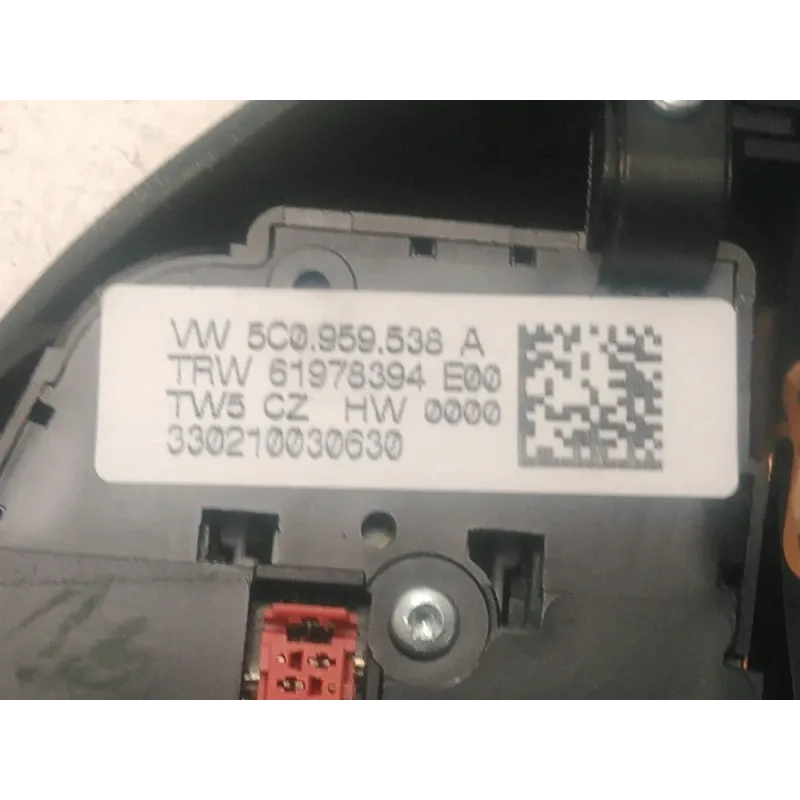 VW 5C0.959.538 A
TRW 61978394 E00
TW5 CZ HW 0000
330210030630